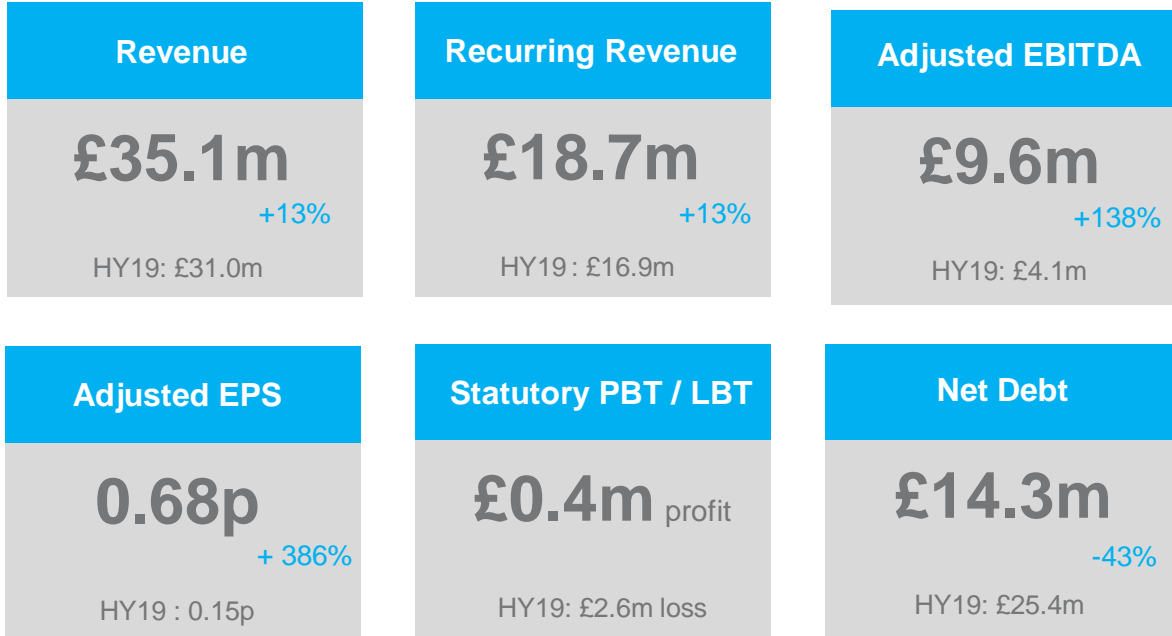 Revenue
£35.1m
+13%
HY19: £31.0m
Recurring Revenue
£18.7m
+13%
HY19 : £16.9m
Adjusted EBITDA
£9.6m
+138%
HY19: £4.1m
Adjusted EPS
0.68p
+ 386%
HY19 : 0.15p
Statutory PBT / LBT
£0.4m profit
HY19: £2.6m loss
Net Debt
£14.3m
-43%
HY19: £25.4m